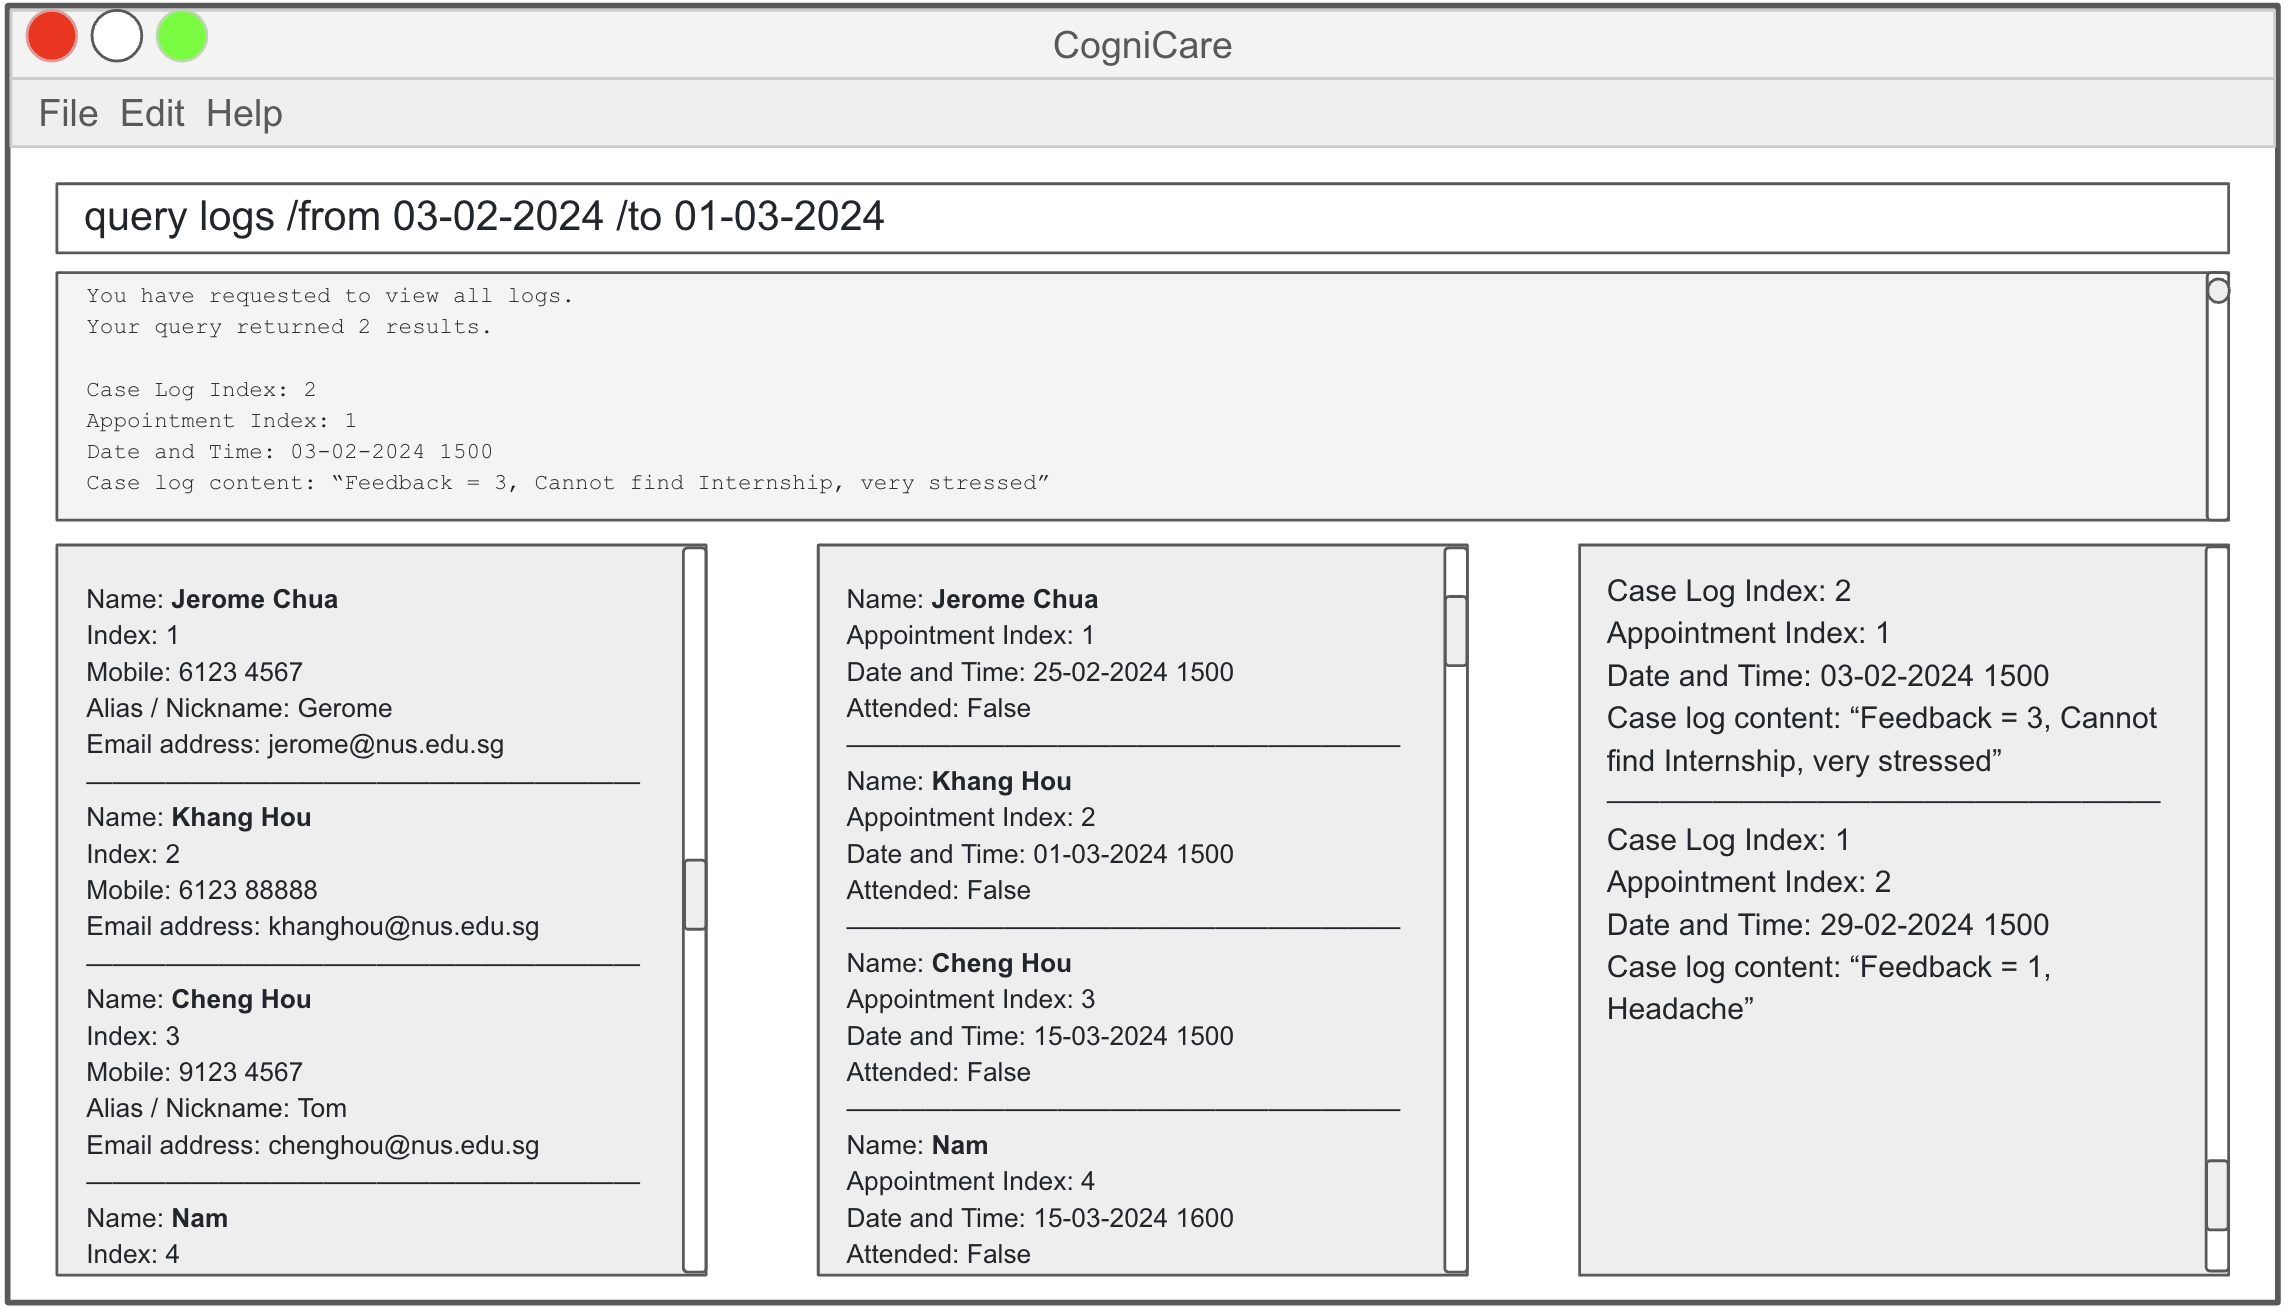 CogniCare
File Edit Help
query logs /from 03-02-2024 /to 01-03-2024
You have requested to view all logs.
Your query returned 2 results.
Case Log Index: 2
Appointment Index: 1
Date and Time: 03-02-2024 1500
Case log content: “Feedback = 3, Cannot find Internship, very stressed”
Name: Jerome Chua
Index: 1
Mobile: 6123 4567
Alias / Nickname: Gerome
Email address: jerome@nus.edu.sg
Name: Khang Hou
Index: 2
Mobile: 6123 88888
Email address: khanghou@nus.edu.sg
Name: Cheng Hou
Index: 3
Mobile: 9123 4567
Alias / Nickname: Tom
Email address: chenghou@nus.edu.sg
Name: Nam
Index: 4
Name: Jerome Chua
Appointment Index: 1
Date and Time: 25-02-2024 1500
Attended: False
Name: Khang Hou
Appointment Index: 2
Date and Time: 01-03-2024 1500
Attended: False
Name: Cheng Hou
Appointment Index: 3
Date and Time: 15-03-2024 1500
Attended: False
Name: Nam
Appointment Index: 4
Date and Time: 15-03-2024 1600
Attended: False
Case Log Index: 2
Appointment Index: 1
Date and Time: 03-02-2024 1500
Case log content: “Feedback = 3, Cannot
find Internship, very stressed”
Case Log Index: 1
Appointment Index: 2
Date and Time: 29-02-2024 1500
Case log content: “Feedback = 1,
Headache”